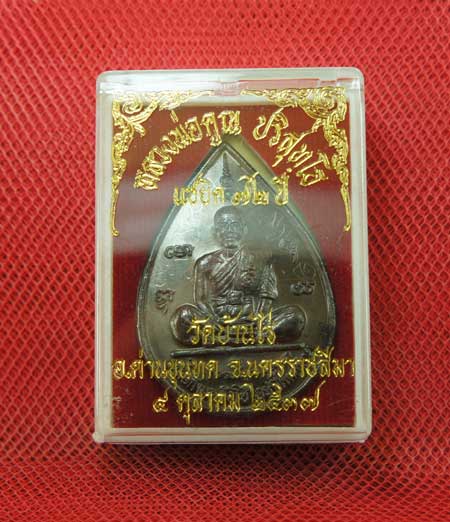 หลวงพ่อคูณ ปริสุทโธ
แซยิด ๗๒ ปี
วัดบ้านไร่
อ.ด่านขุนทด จ.นครราชสีมา
๔ ตุลาคม ๒๕๓๗